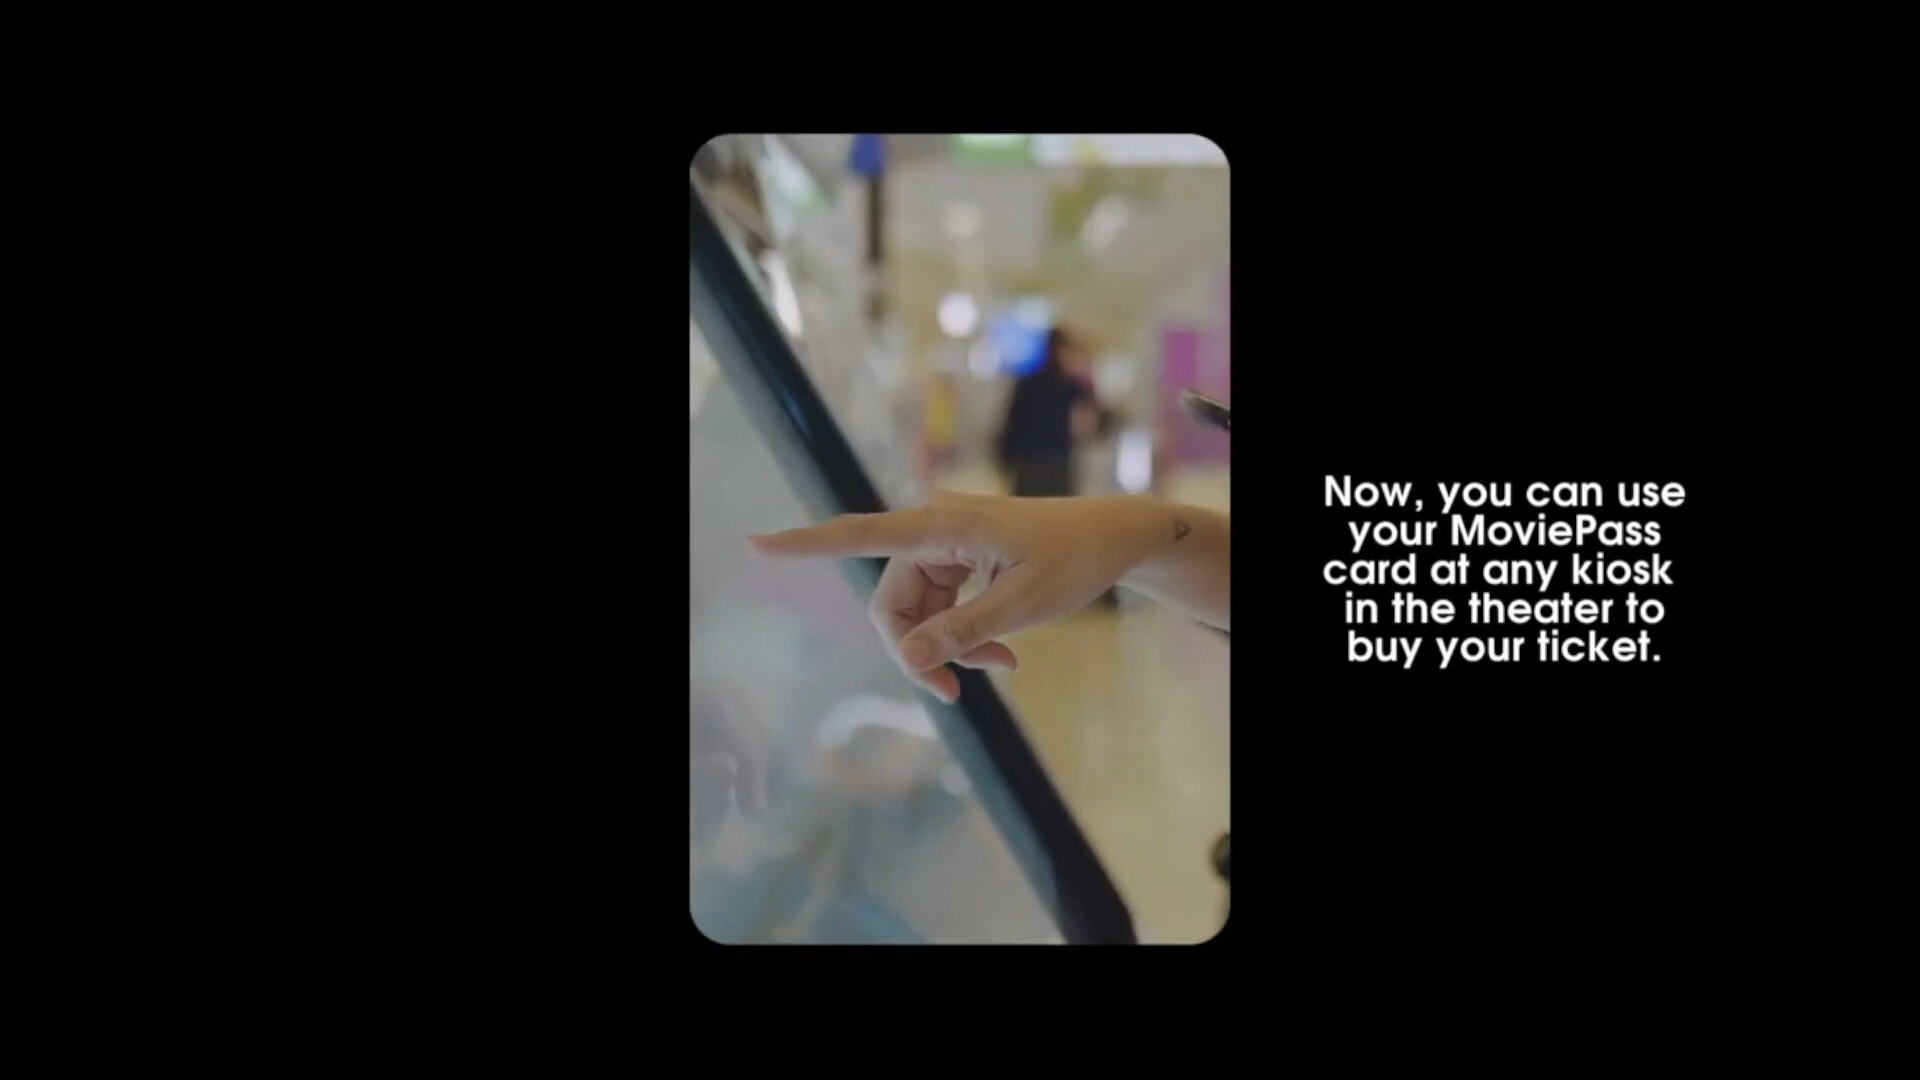 Now, you can use
your MoviePass
card at any kiosk
in the theater to
buy your ticket.